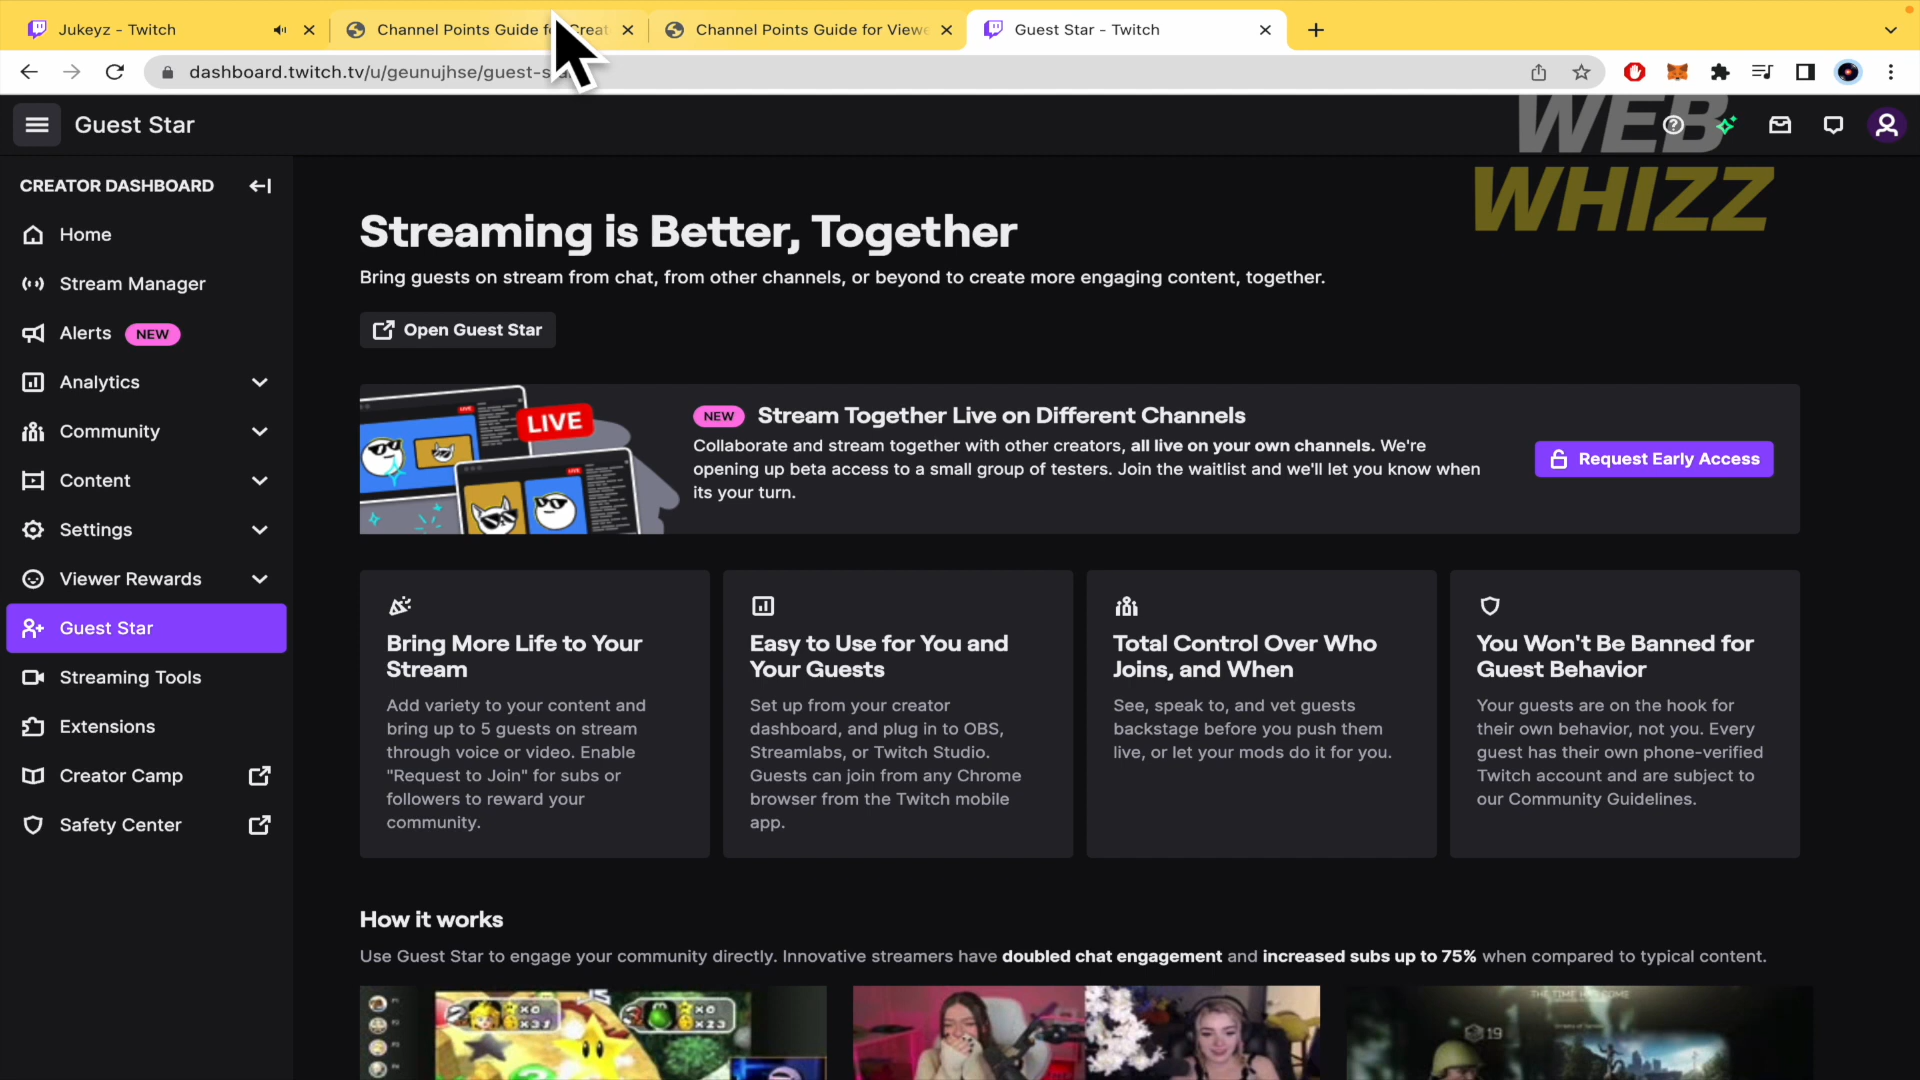 Jukeyz - Twitch
Channel Points Guide f
Channel Points Guide for Viewe
Guest Star - Twitch
dashboard.twitch.tv/u/geunujhse/guest-s
Guest Star
WEB
WHIZZ
CREATOR DASHBOARD
Home
Stream Manager
Alerts NEW
Analytics
Community
Content
Settings
Viewer Rewards
Guest Star
Streaming Tools
Extensions
Creator Camp
Safety Center
Streaming is Better, Together
Bring guests on stream from chat, from other channels, or beyond to create more engaging content, together.
Open Guest Star
LIVE
NEW Stream Together Live on Different Channels
Collaborate and stream together with other creators, all live on your own channels. We're
opening up beta access to a small group of testers. Join the waitlist and we'll let you know when
its your turn.
Request Early Access
Bring More Life to Your
Stream
Add variety to your content and
bring up to 5 guests on stream
through voice or video. Enable
"Request to Join" for subs or
followers to reward your
community.
Easy to Use for You and
Your Guests
Set up from your creator
dashboard, and plug in to OBS,
Streamlabs, or Twitch Studio.
Guests can join from any Chrome
browser from the Twitch mobile
app.
Total Control Over Who
Joins, and When
See, speak to, and vet guests
backstage before you push them
live, or let your mods do it for you.
You Won't Be Banned for
Guest Behavior
Your guests are on the hook for
their own behavior, not you. Every
guest has their own phone-verified
Twitch account and are subject to
our Community Guidelines.
How it works
Use Guest Star to engage your community directly. Innovative streamers have doubled chat engagement and increased subs up to 75% when compared to typical content.
19